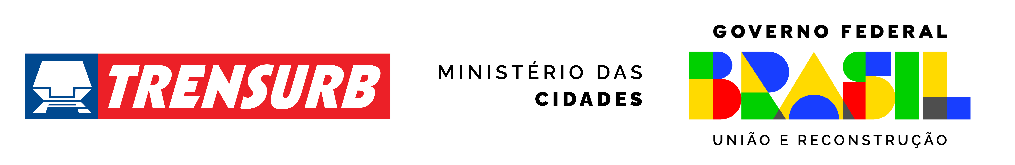 TRENSURB
MINISTÉRIO DAS
CIDADES
GOVERNO FEDERAL
BRASIL
UNIÃO E RECONSTRUÇÃO